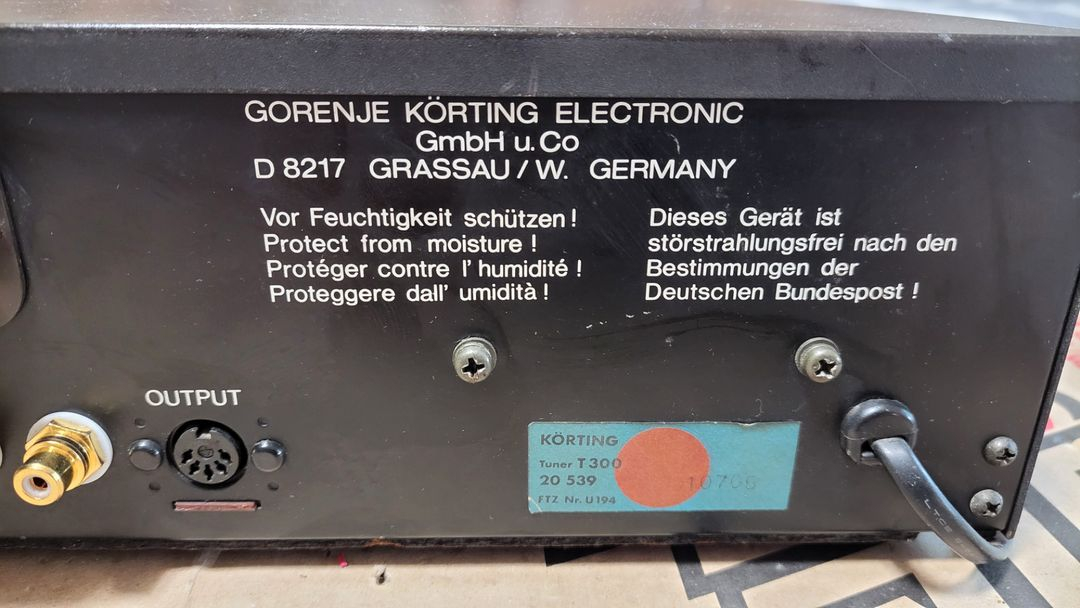 GORENJE KÖRTING ELECTRONIC
GmbH u. Co
D 8217 GRASSAU / W. GERMANY
Vor Feuchtigkeit schützen !
Protect from moisture !
Protéger contre l' humidité !
Proteggere dall' umidità !
Dieses Gerät ist
störstrahlungsfrei nach den
Bestimmungen der
Deutschen Bundespost !
OUTPUT
KÖRTING
Tuner T300
20 539
FTZ Nr. U194